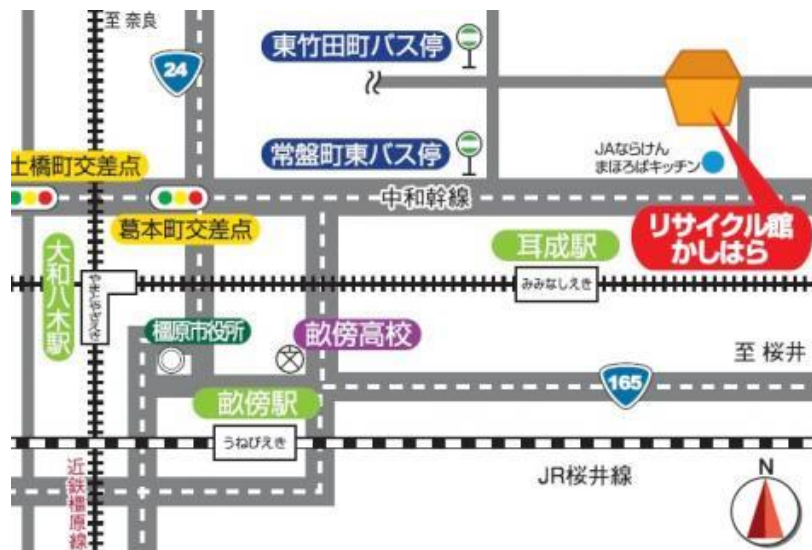 至 奈良
24
東竹田町バス停
JAならけん
まほろばキッチン
常盤町東バス停
土橋町交差点
中和幹線
葛本町交差点
リサイクル館
かしはら
耳成駅
みみなしえき
大和八木駅
やまとやぎえき
橿原市役所
畝傍高校
至 桜井
165
畝傍駅
うねびえき
JR桜井線
近鉄橿原線
N